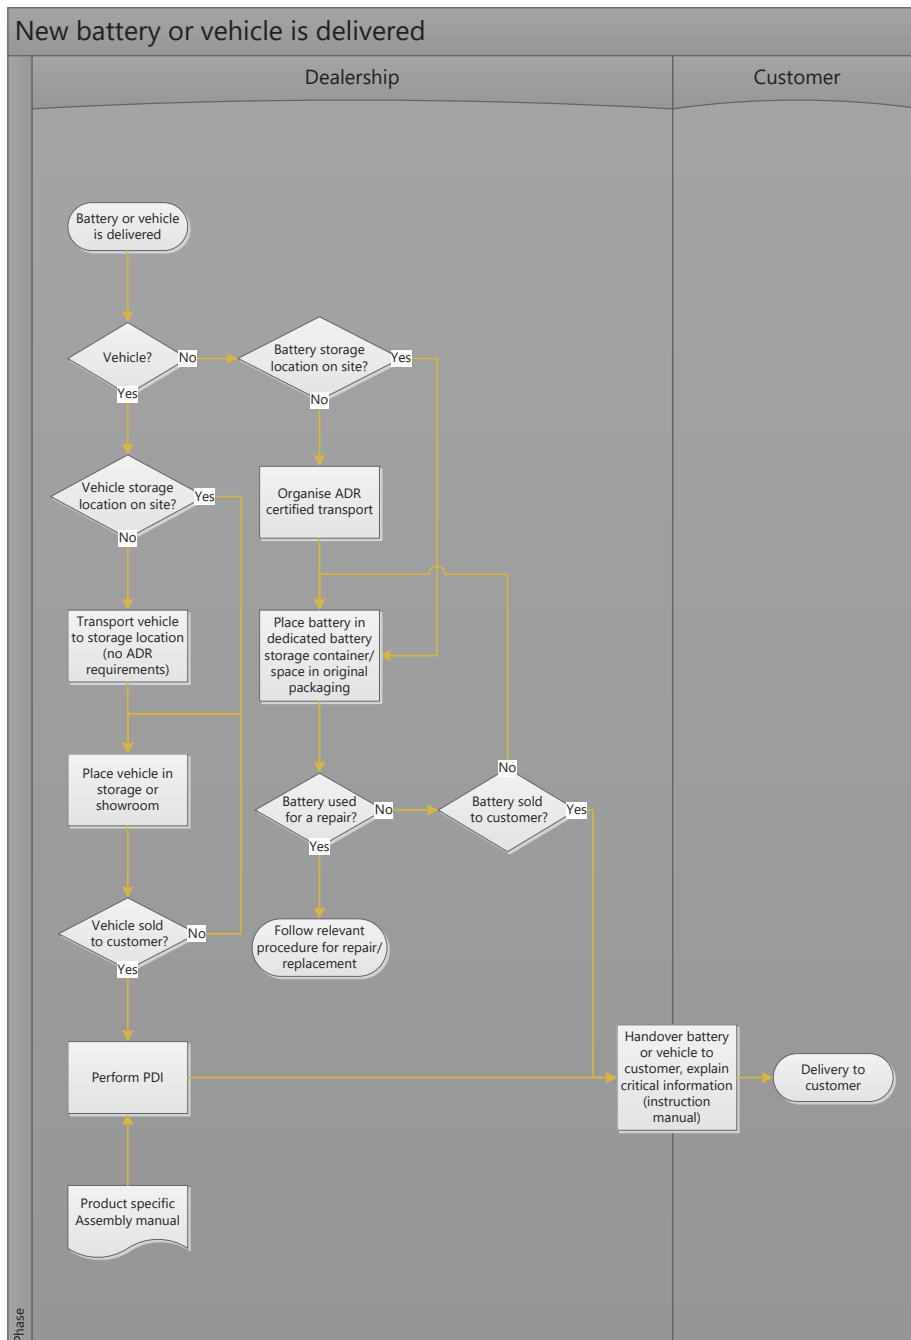 New battery or vehicle is delivered
Dealership
Customer
Battery or vehicle
is delivered
Vehicle?
No
Battery storage
location on site?
Yes
Yes
No
Vehicle storage
location on site?
Yes
Organise ADR
certified transport
No
Transport vehicle
to storage location
(no ADR
requirements)
Place battery in
dedicated battery
storage container/
space in original
packaging
Place vehicle in
storage or
showroom
No
Battery used
for a repair?
No
Battery sold
to customer?
Yes
Yes
Vehicle sold
to customer?
No
Follow relevant
procedure for repair/
replacement
Yes
Perform PDI
Handover battery
or vehicle to
customer, explain
critical information
(instruction
manual)
Delivery to
customer
Product specific
Assembly manual
Phase